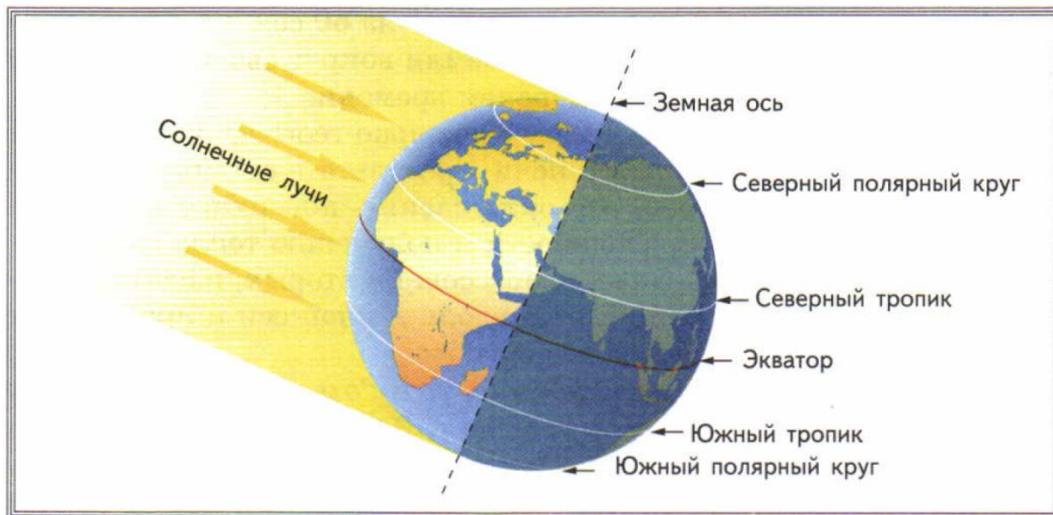 Земная ось
Солнечные лучи
Северный полярный круг
Северный тропик
Экватор
Южный тропик
Южный полярный круг